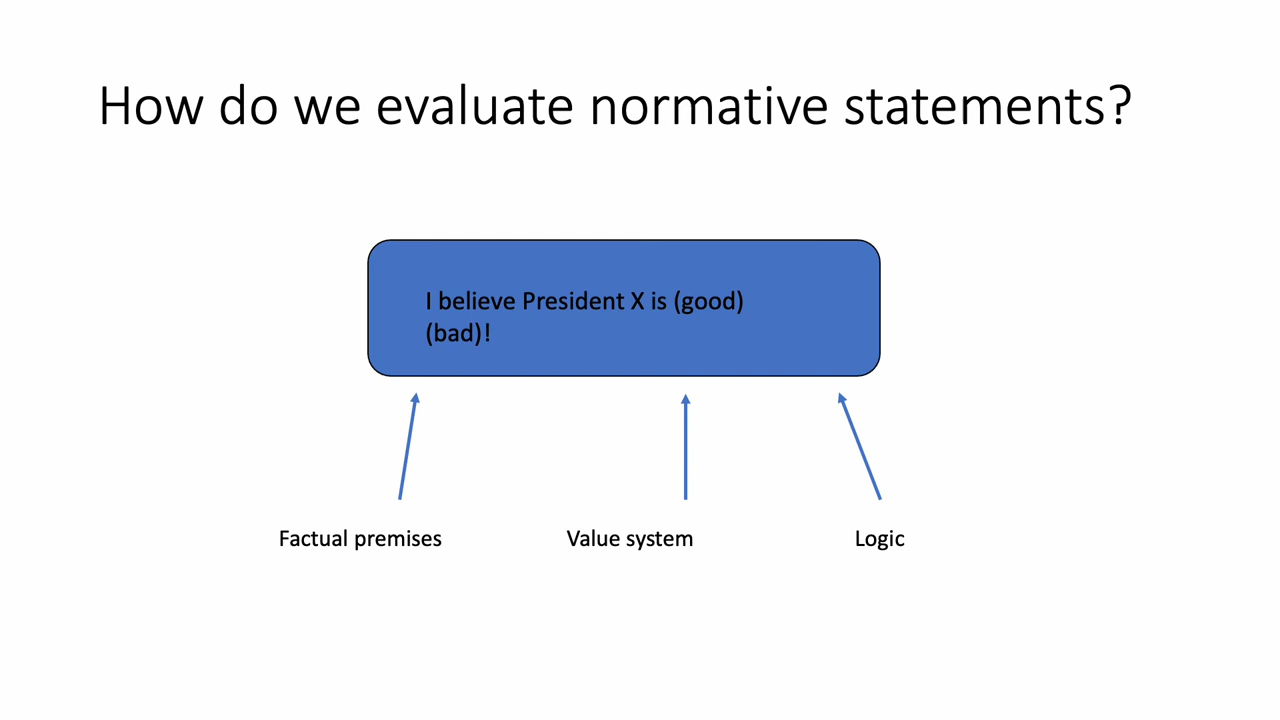 How do we evaluate normative statements?
I believe President X is (good)
(bad)!
Factual premises
Value system
Logic